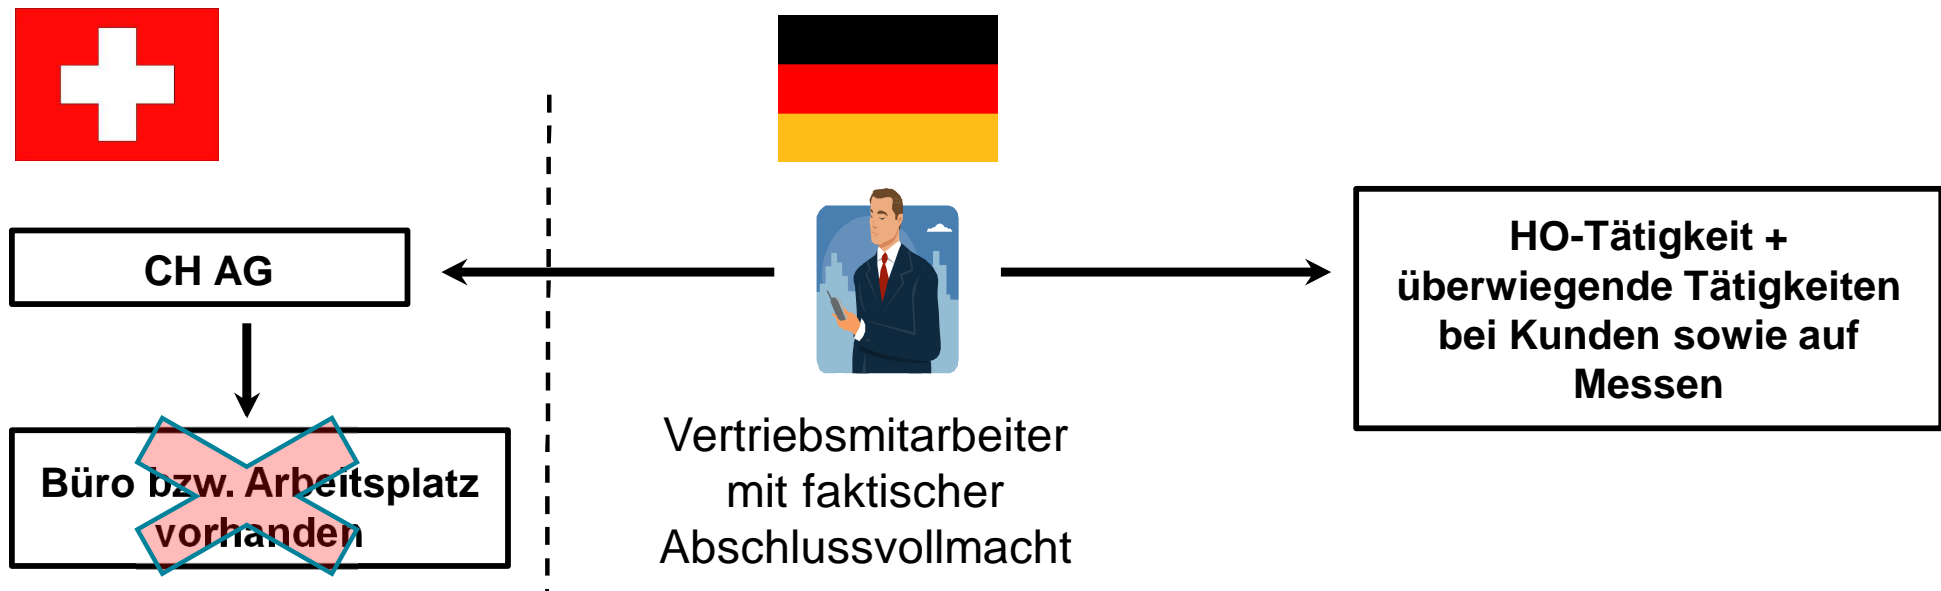 CH AG
Büro bzw. Arbeitsplatz
vorhanden
Vertriebsmitarbeiter
mit faktischer
Abschlussvollmacht
HO-Tätigkeit +
überwiegende Tätigkeiten
bei Kunden sowie auf
Messen